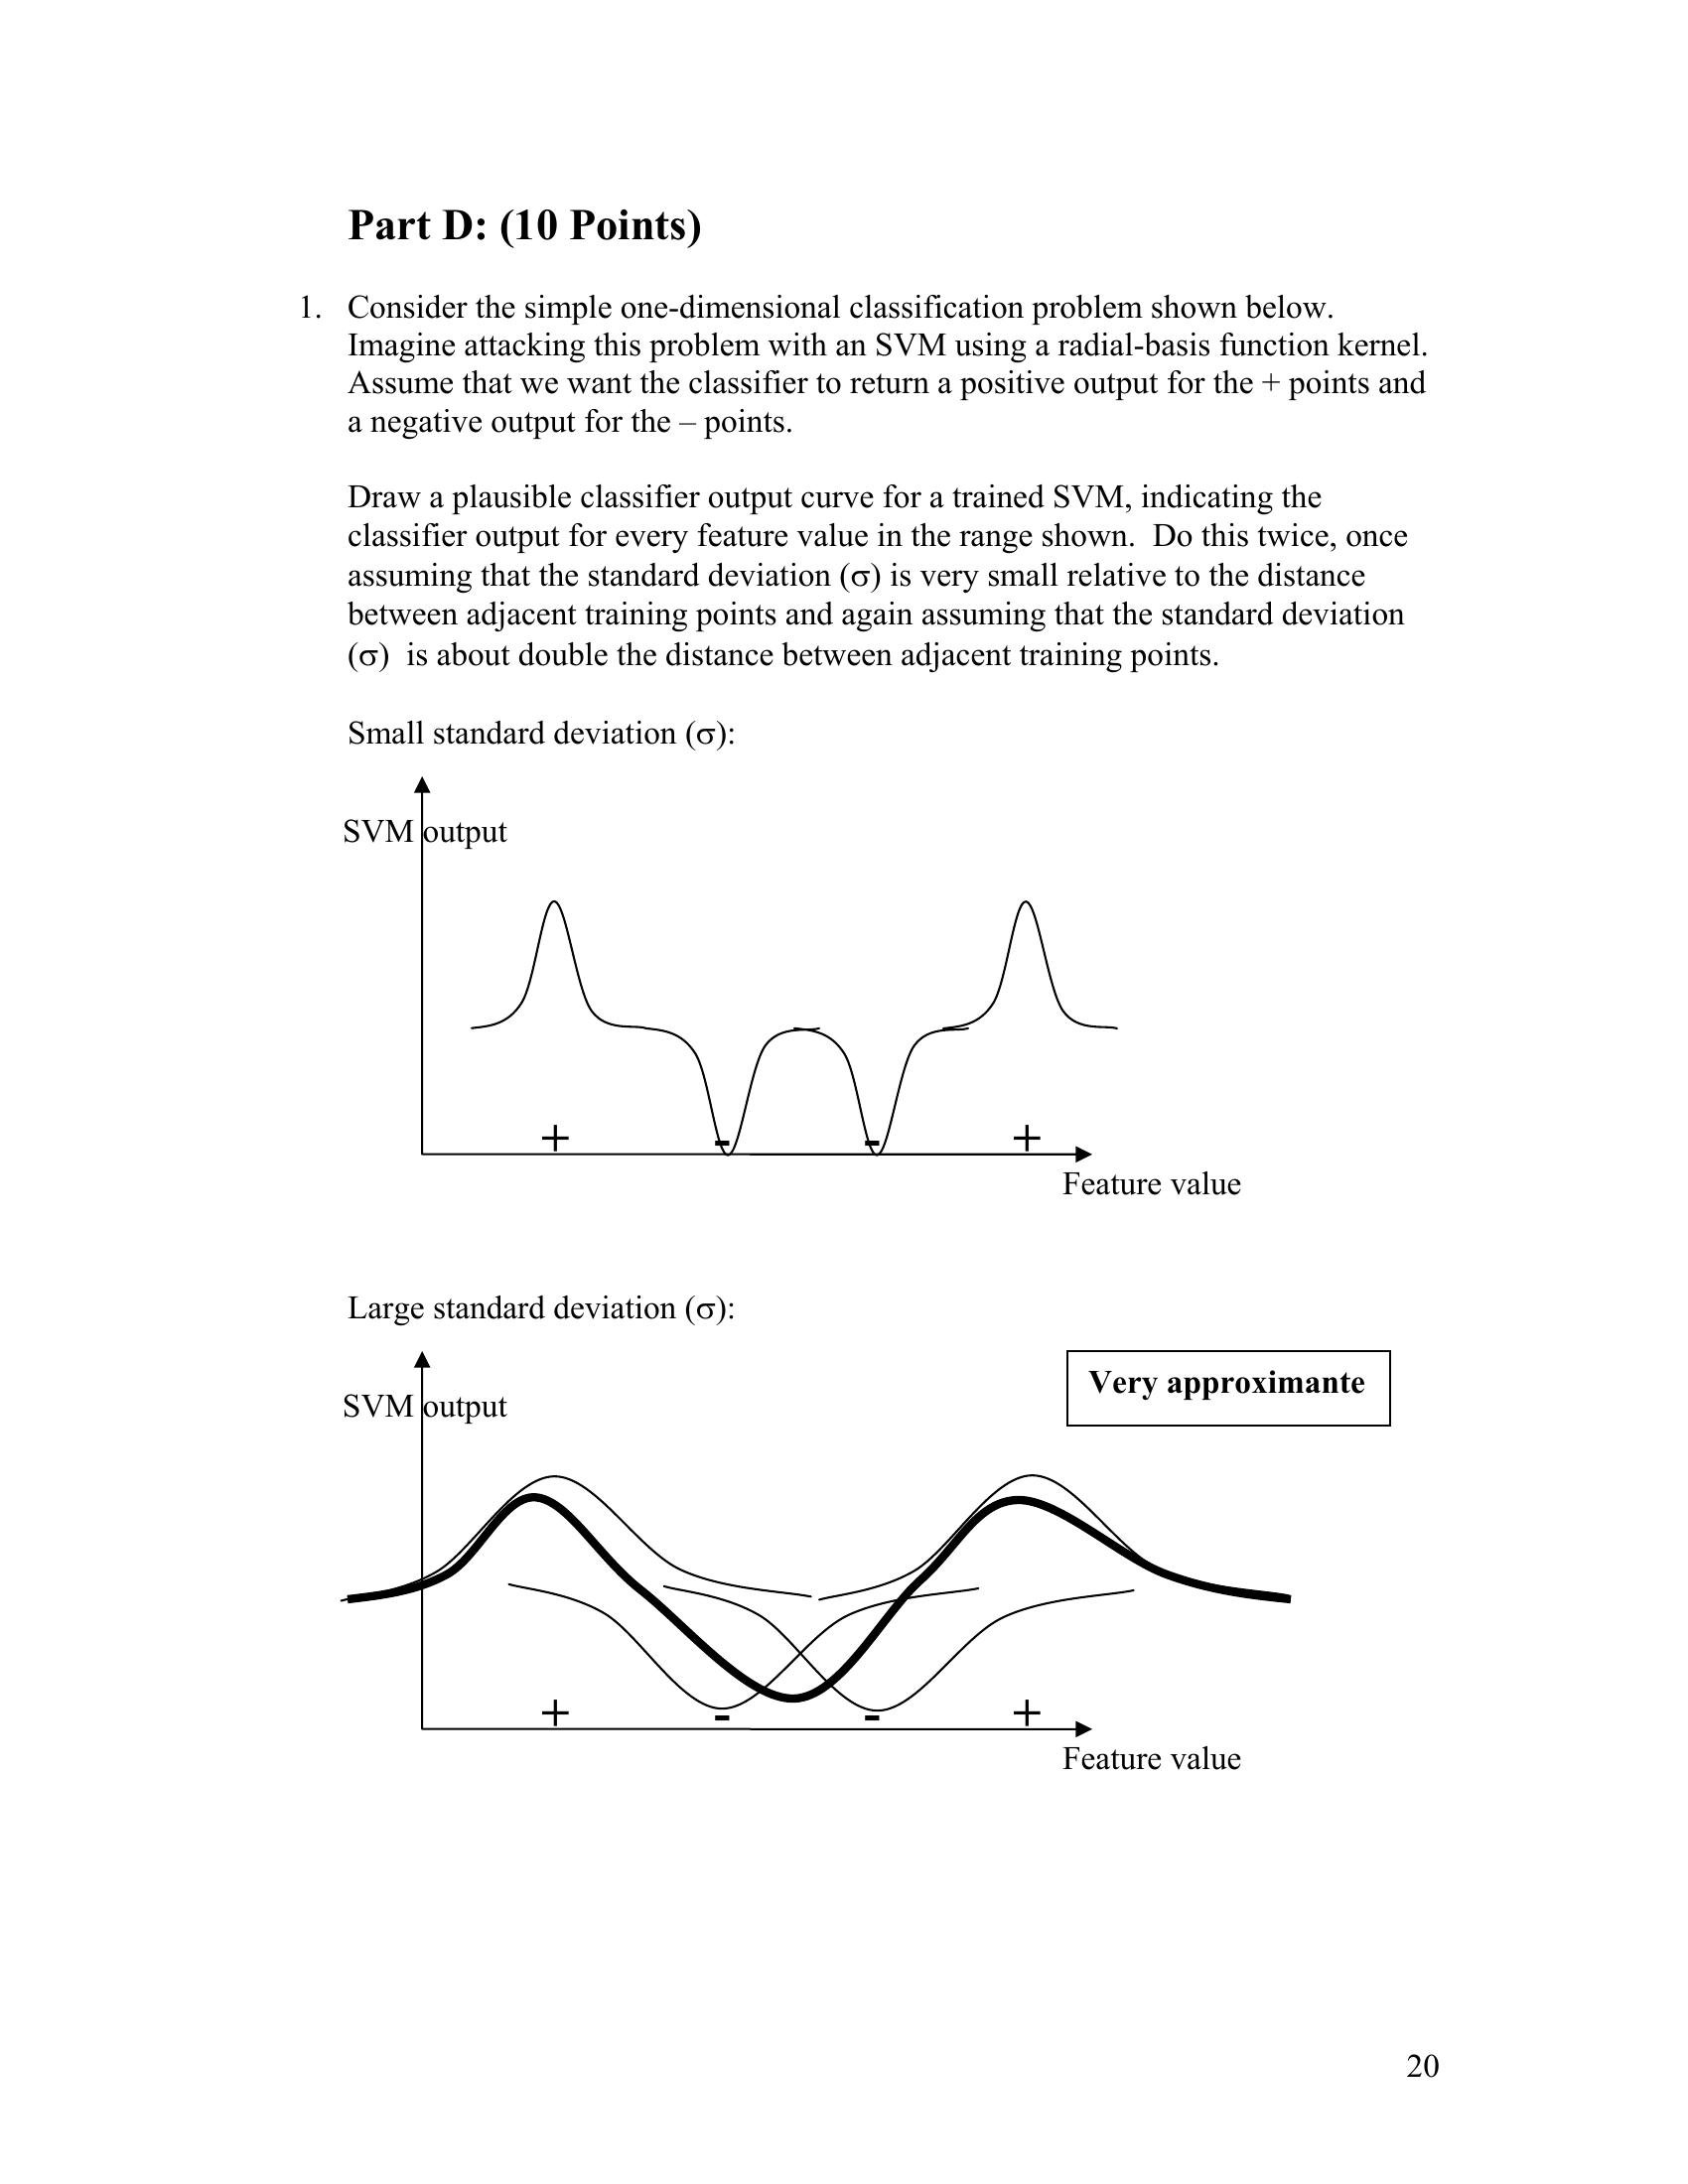 Part D: (10 Points)
1. Consider the simple one-dimensional classification problem shown below.
Imagine attacking this problem with an SVM using a radial-basis function kernel.
Assume that we want the classifier to return a positive output for the + points and
a negative output for the – points.
Draw a plausible classifier output curve for a trained SVM, indicating the
classifier output for every feature value in the range shown.  Do this twice, once
assuming that the standard deviation (σ) is very small relative to the distance
between adjacent training points and again assuming that the standard deviation
(σ)  is about double the distance between adjacent training points.
Small standard deviation (σ):
SVM output
+ - - +
Feature value
Large standard deviation (σ):
Very approximante
SVM output
+ - - +
Feature value
20